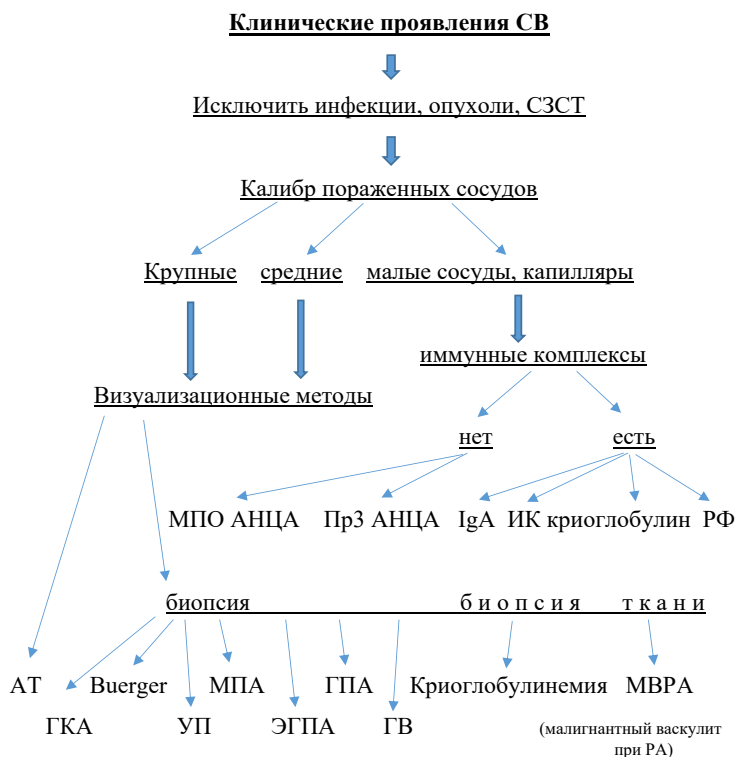 Клинические проявления СВ
Исключить инфекции, опухоли, СЗСТ
Калибр пораженных сосудов
Крупные средние малые сосуды, капилляры
иммунные комплексы
Визуализационные методы
нет есть
МПО АНЦА Пр3 АНЦА IgA ИК криоглобулин РФ
биопсия биопсия ткани
АТ Buerger МПА ГПА Криоглобулинемия МВРА
ГКА УП ЭГПА ГВ (малигнантный васкулит
при РА)